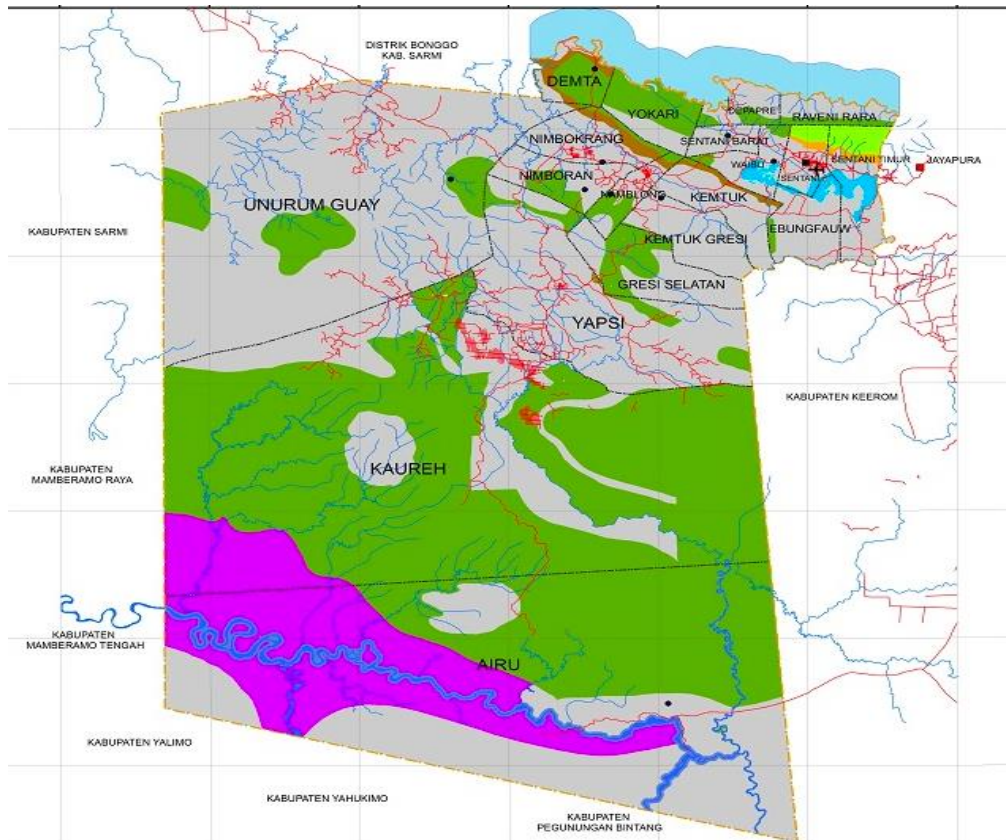 DISTRIK BONGGO
KAB. SARMI
DEMTA
YOKARI
DEPAPRE
RAVENI RARA
NIMBOKRANG
SENTANI BARAT
WAIBU
SENTANI TIMUR
JAYAPURA
NIMBORAN
SENTANI
NAMBLONG
KEMTUK
UNURUM GUAY
KABUPATEN SARMI
KEMTUK GRESI
EBUNGFAUW
GRESI SELATAN
YAPSI
KABUPATEN KEEROM
KAUREH
KABUPATEN
MAMBERAMO RAYA
KABUPATEN
MAMBERAMO TENGAH
AIRU
KABUPATEN YALIMO
KABUPATEN YAHUKIMO
KABUPATEN
PEGUNUNGAN BINTANG